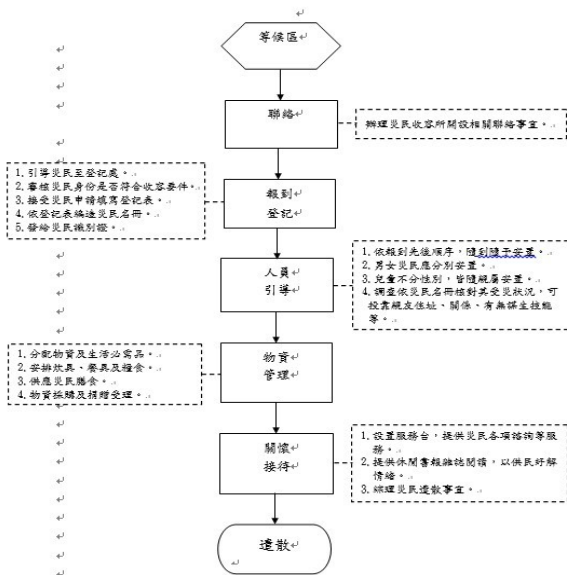 等候區
聯絡
辦理災民收容所開設相關聯絡事宜。
1.引導災民至登記處。
2.審核災民身份是否符合收容要件。
3.接受災民申請填寫登記表。
4.依登記表編造災民名冊。
5.發給災民識別證。
報到
登記
人員
引導
1.依報到先後順序，隨到隨予安置。
2.男女災民應分別安置。
3.兒童不分性別，皆隨親屬安置。
4.調查依災民名冊核對其受災狀況，可
投靠親友住址、關係、有無謀生技能
等。
1.分配物資及生活必需品。
2.安排炊具、餐具及糧食。
3.供應災民膳食。
4.物資採購及捐贈受理。
物資
管理
關懷
接待
1.設置服務台，提供災民各項諮詢等服
務。
2.提供休閒書報雜誌閱讀，以供民紓解
情緒。
3.綜理災民遣散事宜。
遣散